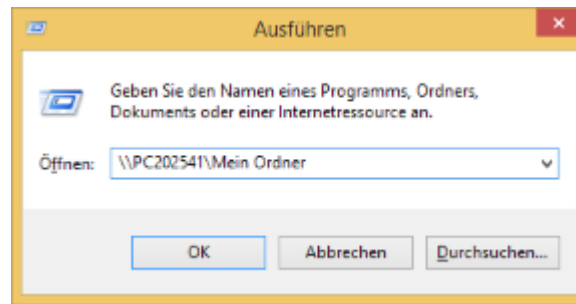 Ausführen
Geben Sie den Namen eines Programms, Ordners,
Dokuments oder einer Internetressource an.
Öffnen: \\PC202541\Mein Ordner
OK Abbrechen Durchsuchen...